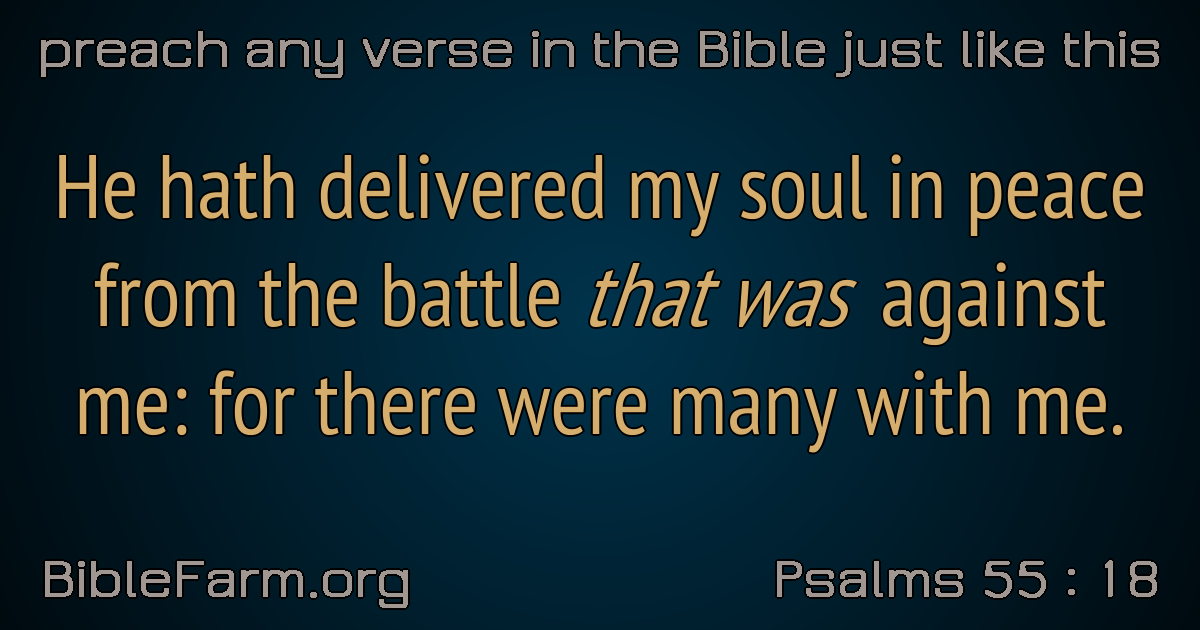 preach any verse in the Bible just like this
He hath delivered my soul in peace
from the battle that was against
me: for there were many with me.
BibleFarm.org
Psalms 55 : 18